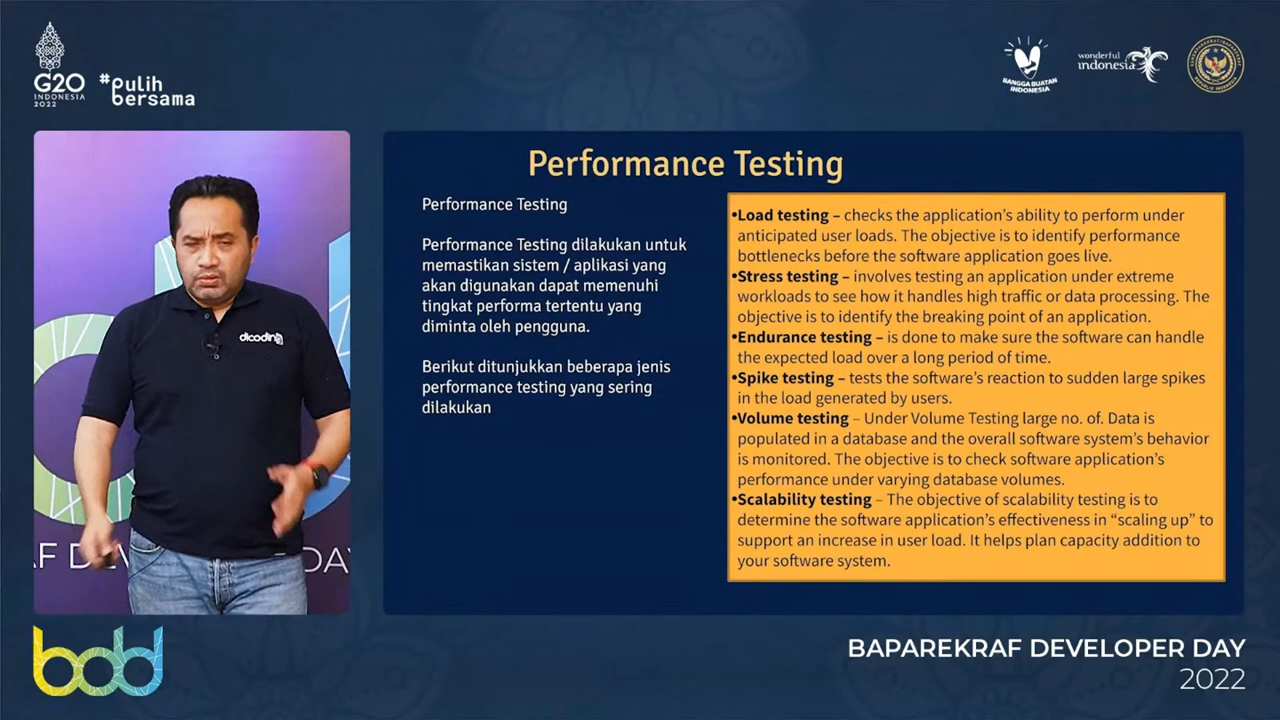 G20
INDONESIA
2022
#pulih
bersama
BANGGA BUATAN
INDONESIA
wonderful
indonesia
Performance Testing
Performance Testing
Performance Testing dilakukan untuk
memastikan sistem / aplikasi yang
akan digunakan dapat memenuhi
tingkat performa tertentu yang
diminta oleh pengguna.
Berikut ditunjukkan beberapa jenis
performance testing yang sering
dilakukan
•Load testing – checks the application’s ability to perform under
anticipated user loads. The objective is to identify performance
bottlenecks before the software application goes live.
•Stress testing – involves testing an application under extreme
workloads to see how it handles high traffic or data processing. The
objective is to identify the breaking point of an application.
•Endurance testing – is done to make sure the software can handle
the expected load over a long period of time.
•Spike testing – tests the software’s reaction to sudden large spikes
in the load generated by users.
•Volume testing – Under Volume Testing large no. of. Data is
populated in a database and the overall software system’s behavior
is monitored. The objective is to check software application’s
performance under varying database volumes.
•Scalability testing – The objective of scalability testing is to
determine the software application’s effectiveness in “scaling up” to
support an increase in user load. It helps plan capacity addition to
your software system.
dicoding
AF DE
DAY
bdd
BAPAREKRAF DEVELOPER DAY
2022